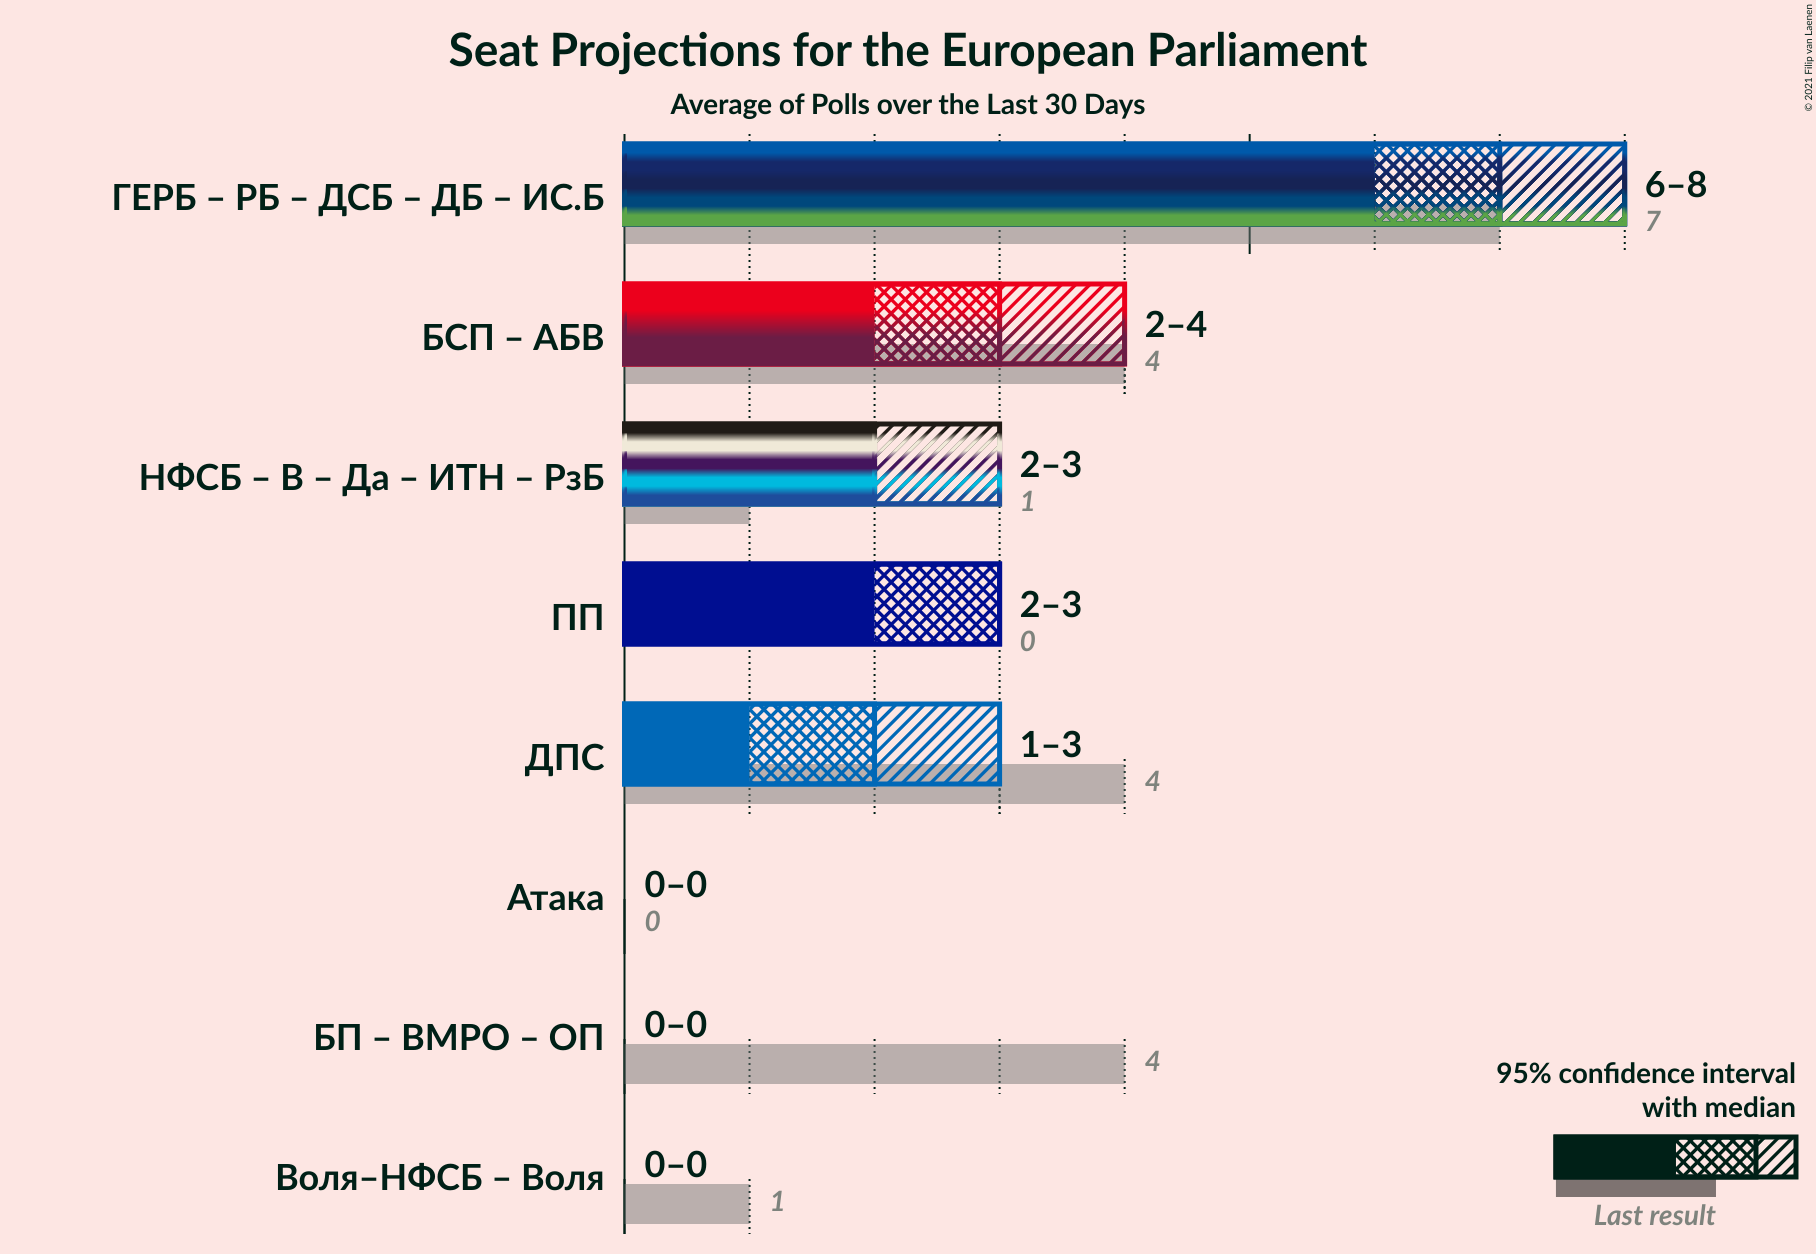 Seat Projections for the European Parliament
Average of Polls over the Last 30 Days
© 2021 Filip van Laenen
ГЕРБ – РБ – ДСБ – ДБ – ИС.Б
6–8
7
БСП – АБВ
2–4
4
НФСБ – В – Да – ИТН – РзБ
2–3
1
ПП
2–3
0
ДПС
1–3
4
Атака
0–0
0
БП – ВМРО – ОП
0–0
4
Воля–НФСБ – Воля
0–0
1
95% confidence interval
with median
Last result